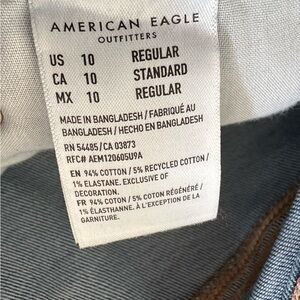 AMERICAN EAGLE
OUTFITTERS
US 10 REGULAR
CA 10 STANDARD
MX 10 REGULAR
MADE IN BANGLADESH / FABRIQUÉ AU
BANGLADESH / HECHO EN BANGLADESH
RN 54485/CA 03873
RFC# AEM120605U9A
EN 94% COTTON / 5% RECYCLED COTTON /
1% ELASTANE. EXCLUSIVE OF
DECORATION.
FR 94% COTON / 5% COTON RÉGÉNÉRÉ /
1% ÉLASTHANNE. À L'EXCEPTION DE LA
GARNITURE.